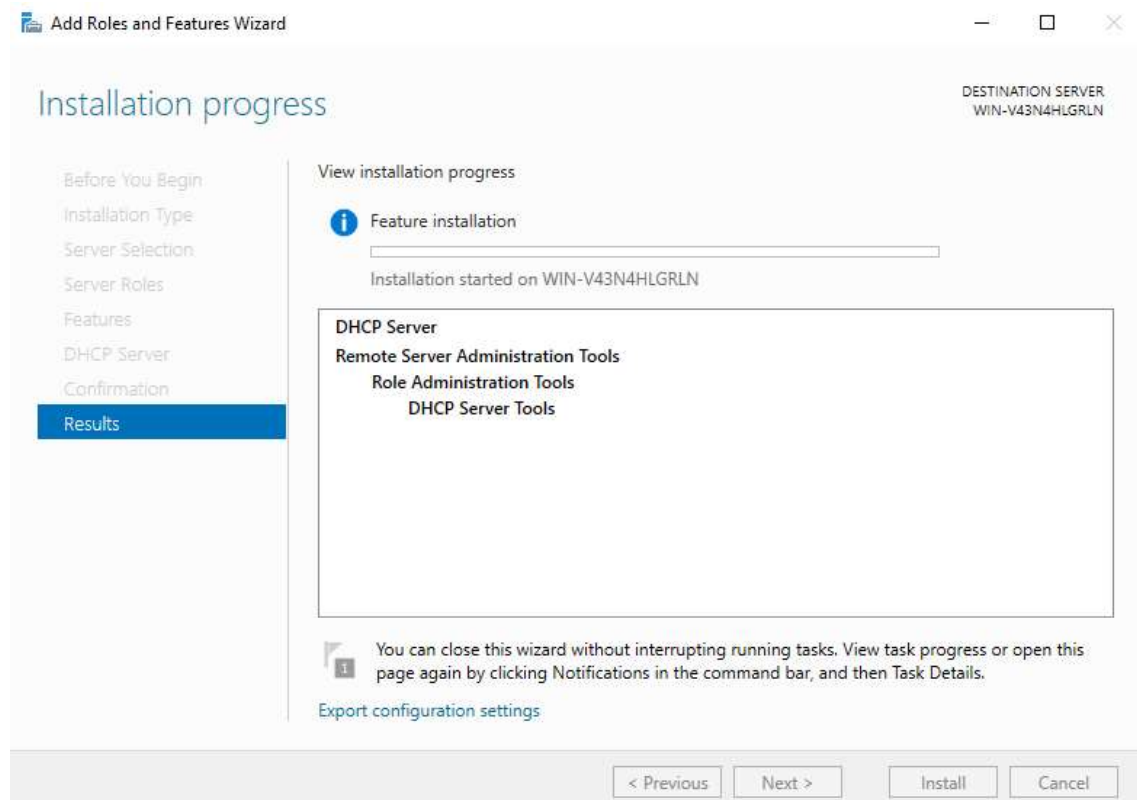 Add Roles and Features Wizard
Installation progress
DESTINATION SERVER
WIN-V43N4HLGRLN
Before You Begin
Installation Type
Server Selection
Server Roles
Features
DHCP Server
Confirmation
Results
View installation progress
Feature installation
Installation started on WIN-V43N4HLGRLN
DHCP Server
Remote Server Administration Tools
Role Administration Tools
DHCP Server Tools
1
You can close this wizard without interrupting running tasks. View task progress or open this
page again by clicking Notifications in the command bar, and then Task Details.
Export configuration settings
< Previous
Next >
Install
Cancel